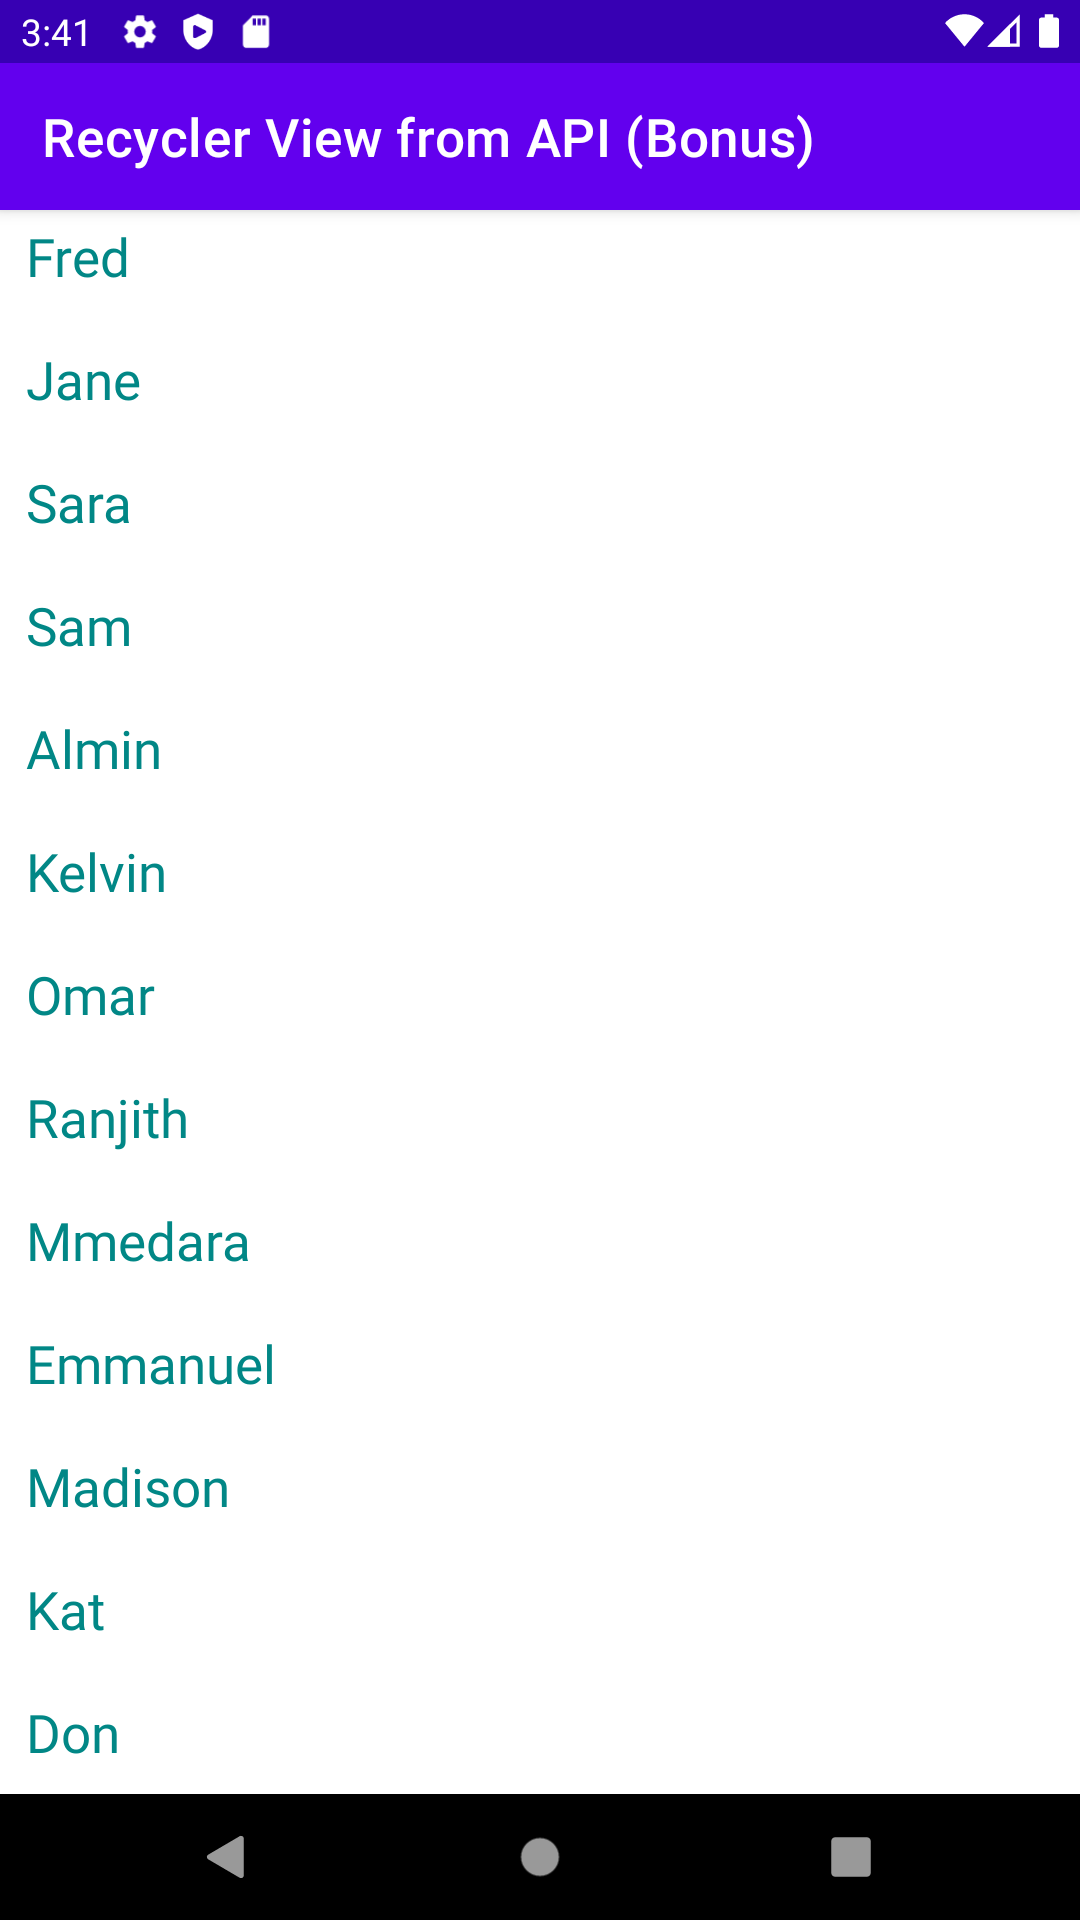 3:41
Recycler View from API (Bonus)
Fred
Jane
Sara
Sam
Almin
Kelvin
Omar
Ranjith
Mmedara
Emmanuel
Madison
Kat
Don